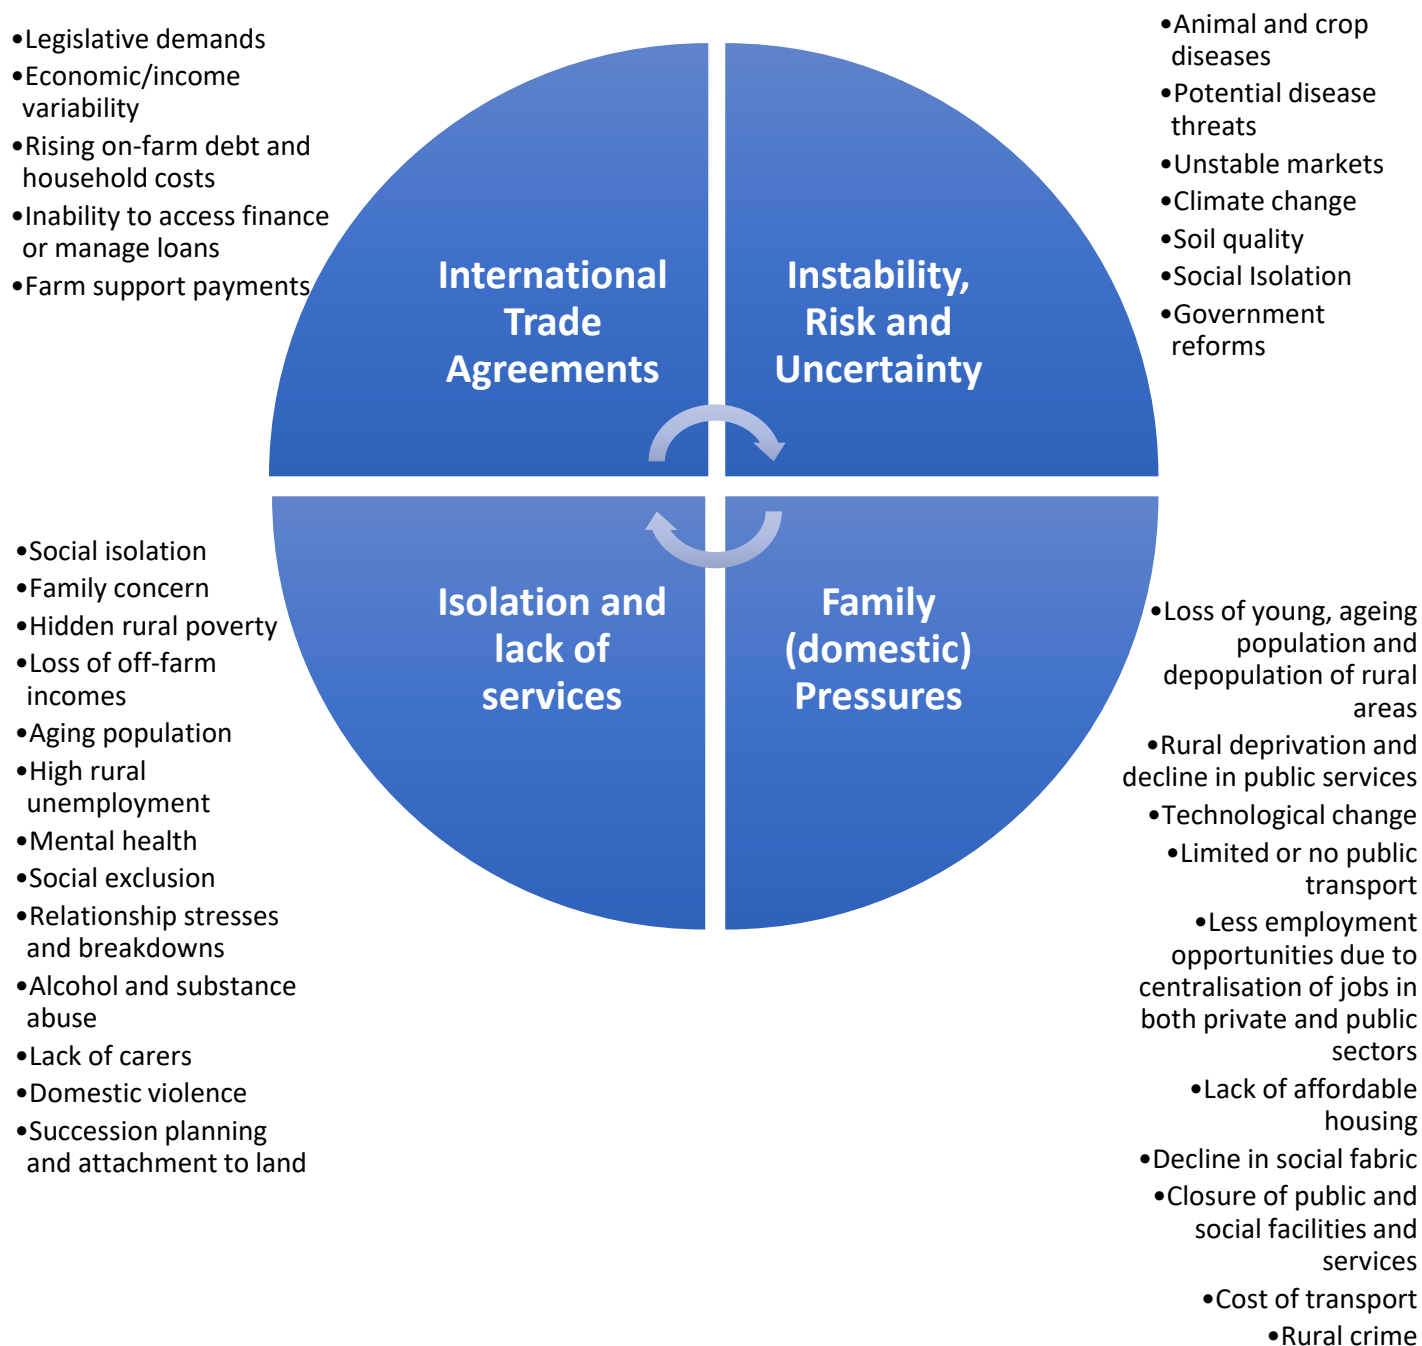 •Legislative demands
•Economic/income
variability
•Rising on-farm debt and
household costs
•Inability to access finance
or manage loans
•Farm support payments
•Animal and crop
diseases
•Potential disease
threats
•Unstable markets
•Climate change
•Soil quality
•Social Isolation
•Government
reforms
International
Trade
Agreements
Instability,
Risk and
Uncertainty
Isolation and
lack of
services
Family
(domestic)
Pressures
•Social isolation
•Family concern
•Hidden rural poverty
•Loss of off-farm
incomes
•Aging population
•High rural
unemployment
•Mental health
•Social exclusion
•Relationship stresses
and breakdowns
•Alcohol and substance
abuse
•Lack of carers
•Domestic violence
•Succession planning
and attachment to land
•Loss of young, ageing
population and
depopulation of rural
areas
•Rural deprivation and
decline in public services
•Technological change
•Limited or no public
transport
•Less employment
opportunities due to
centralisation of jobs in
both private and public
sectors
•Lack of affordable
housing
•Decline in social fabric
•Closure of public and
social facilities and
services
•Cost of transport
•Rural crime